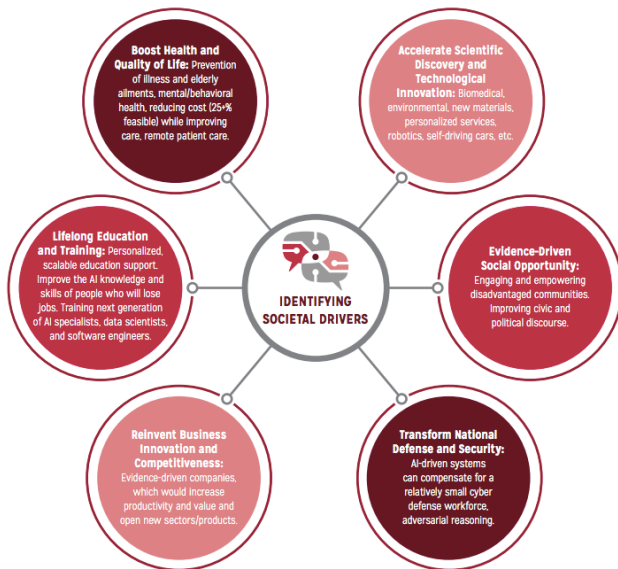 Boost Health and
Quality of Life: Prevention
of illness and elderly
ailments, mental/behavioral
health, reducing cost (25+%
feasible) while improving
care, remote patient care.
Accelerate Scientific
Discovery and
Technological
Innovation: Biomedical,
environmental, new materials,
personalized services,
robotics, self-driving cars, etc.
Lifelong Education
and Training: Personalized,
scalable education support.
Improve the AI knowledge and
skills of people who will lose
jobs. Training next generation
of AI specialists, data scientists,
and software engineers.
IDENTIFYING
SOCIETAL DRIVERS
Evidence-Driven
Social Opportunity:
Engaging and empowering
disadvantaged communities.
Improving civic and
political discourse.
Reinvent Business
Innovation and
Competitiveness:
Evidence-driven companies,
which would increase
productivity and value and
open new sectors/products.
Transform National
Defense and Security:
AI-driven systems
can compensate for a
relatively small cyber
defense workforce,
adversarial reasoning.